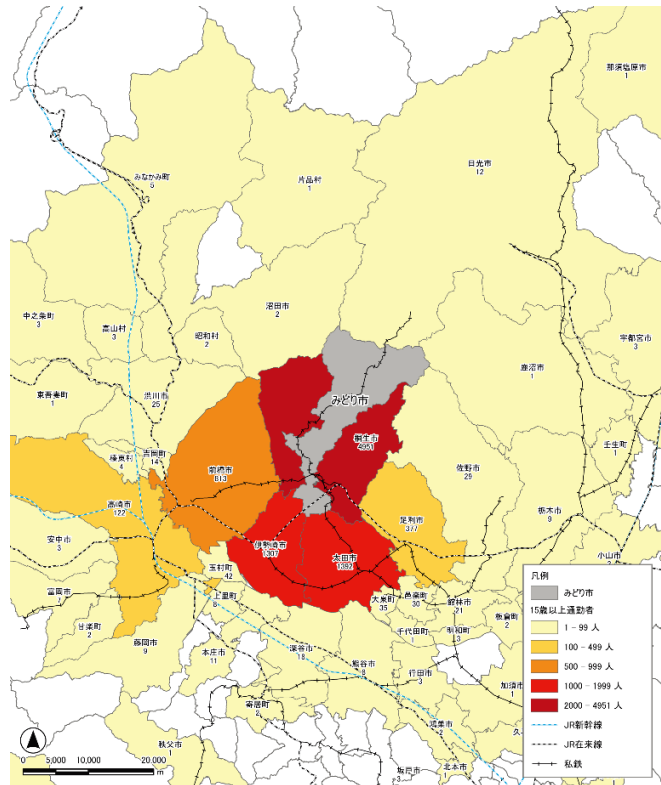 那須塩原市
1
日光市
12
みなかみ町
5
片品村
1
沼田市
2
中之条町
3
高山村
3
昭和村
2
宇都宮市
3
鹿沼市
1
東吾妻町
1
渋川市
25
みどり市
桐生市
4951
壬生町
1
榛東村
4
吉岡町
14
前橋市
813
佐野市
29
栃木市
9
高崎市
122
足利市
377
安中市
3
伊勢崎市
1307
太田市
1392
小山市
玉村町
42
富岡市
1
上里町
8
大泉町
35
邑楽町
30
館林市
21
板倉町
2
甘楽町
2
藤岡市
9
千代田町
1
明和町
3
本庄市
11
深谷市
18
熊谷市
8
行田市
3
加須市
寄居町
2
鴻巣市
2
秩父市
1
坂戸市
3
北本市
1
凡例
みどり市
15歳以上通勤者
1 - 99 人
100 - 499 人
500 - 999 人
1000 - 1999 人
2000 - 4951 人
JR新幹線
JR在来線
私鉄
0 5,000 10,000 20,000
m